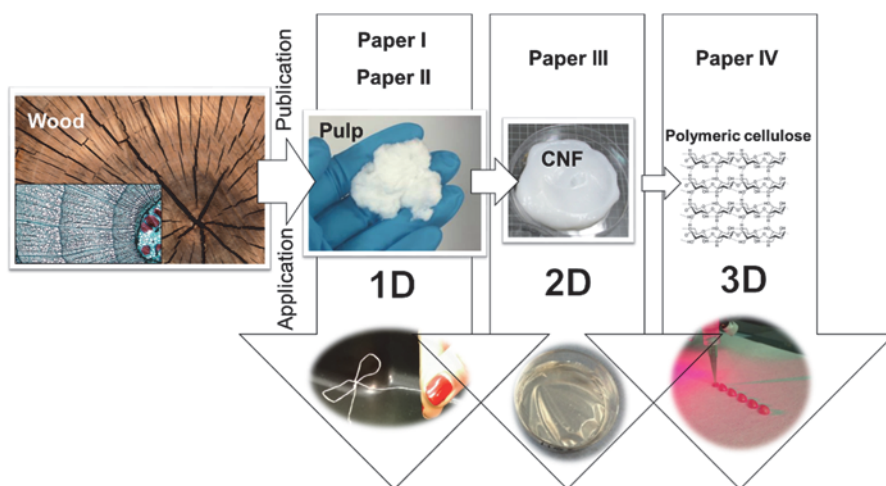 Publication
Application
Paper I
Paper II
Paper III
Paper IV
Wood
Pulp
CNF
Polymeric cellulose
1D
2D
3D